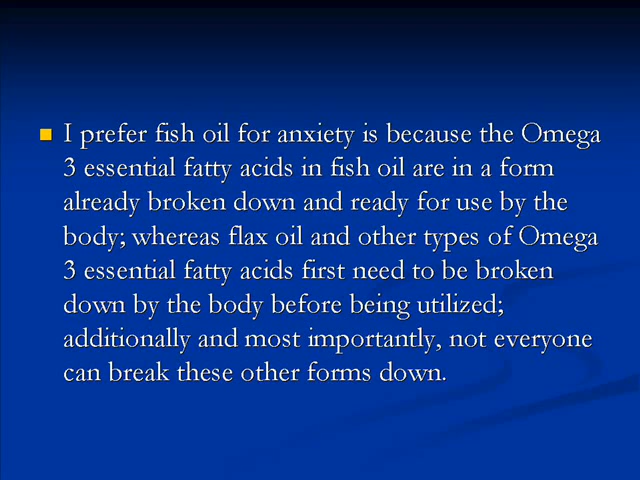 I prefer fish oil for anxiety is because the Omega
3 essential fatty acids in fish oil are in a form
already broken down and ready for use by the
body; whereas flax oil and other types of Omega
3 essential fatty acids first need to be broken
down by the body before being utilized;
additionally and most importantly, not everyone
can break these other forms down.